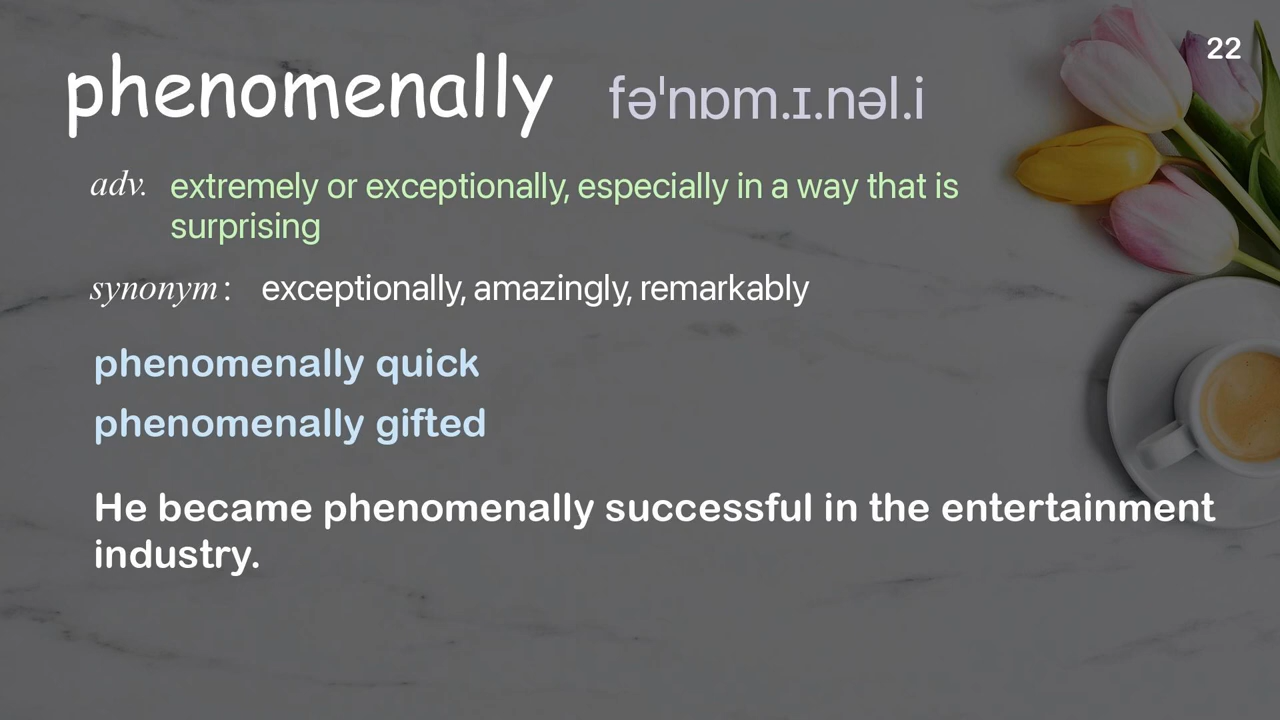 22
phenomenally fəˈnɒm.ɪ.nəl.i
adv. extremely or exceptionally, especially in a way that is
surprising
synonym : exceptionally, amazingly, remarkably
phenomenally quick
phenomenally gifted
He became phenomenally successful in the entertainment
industry.